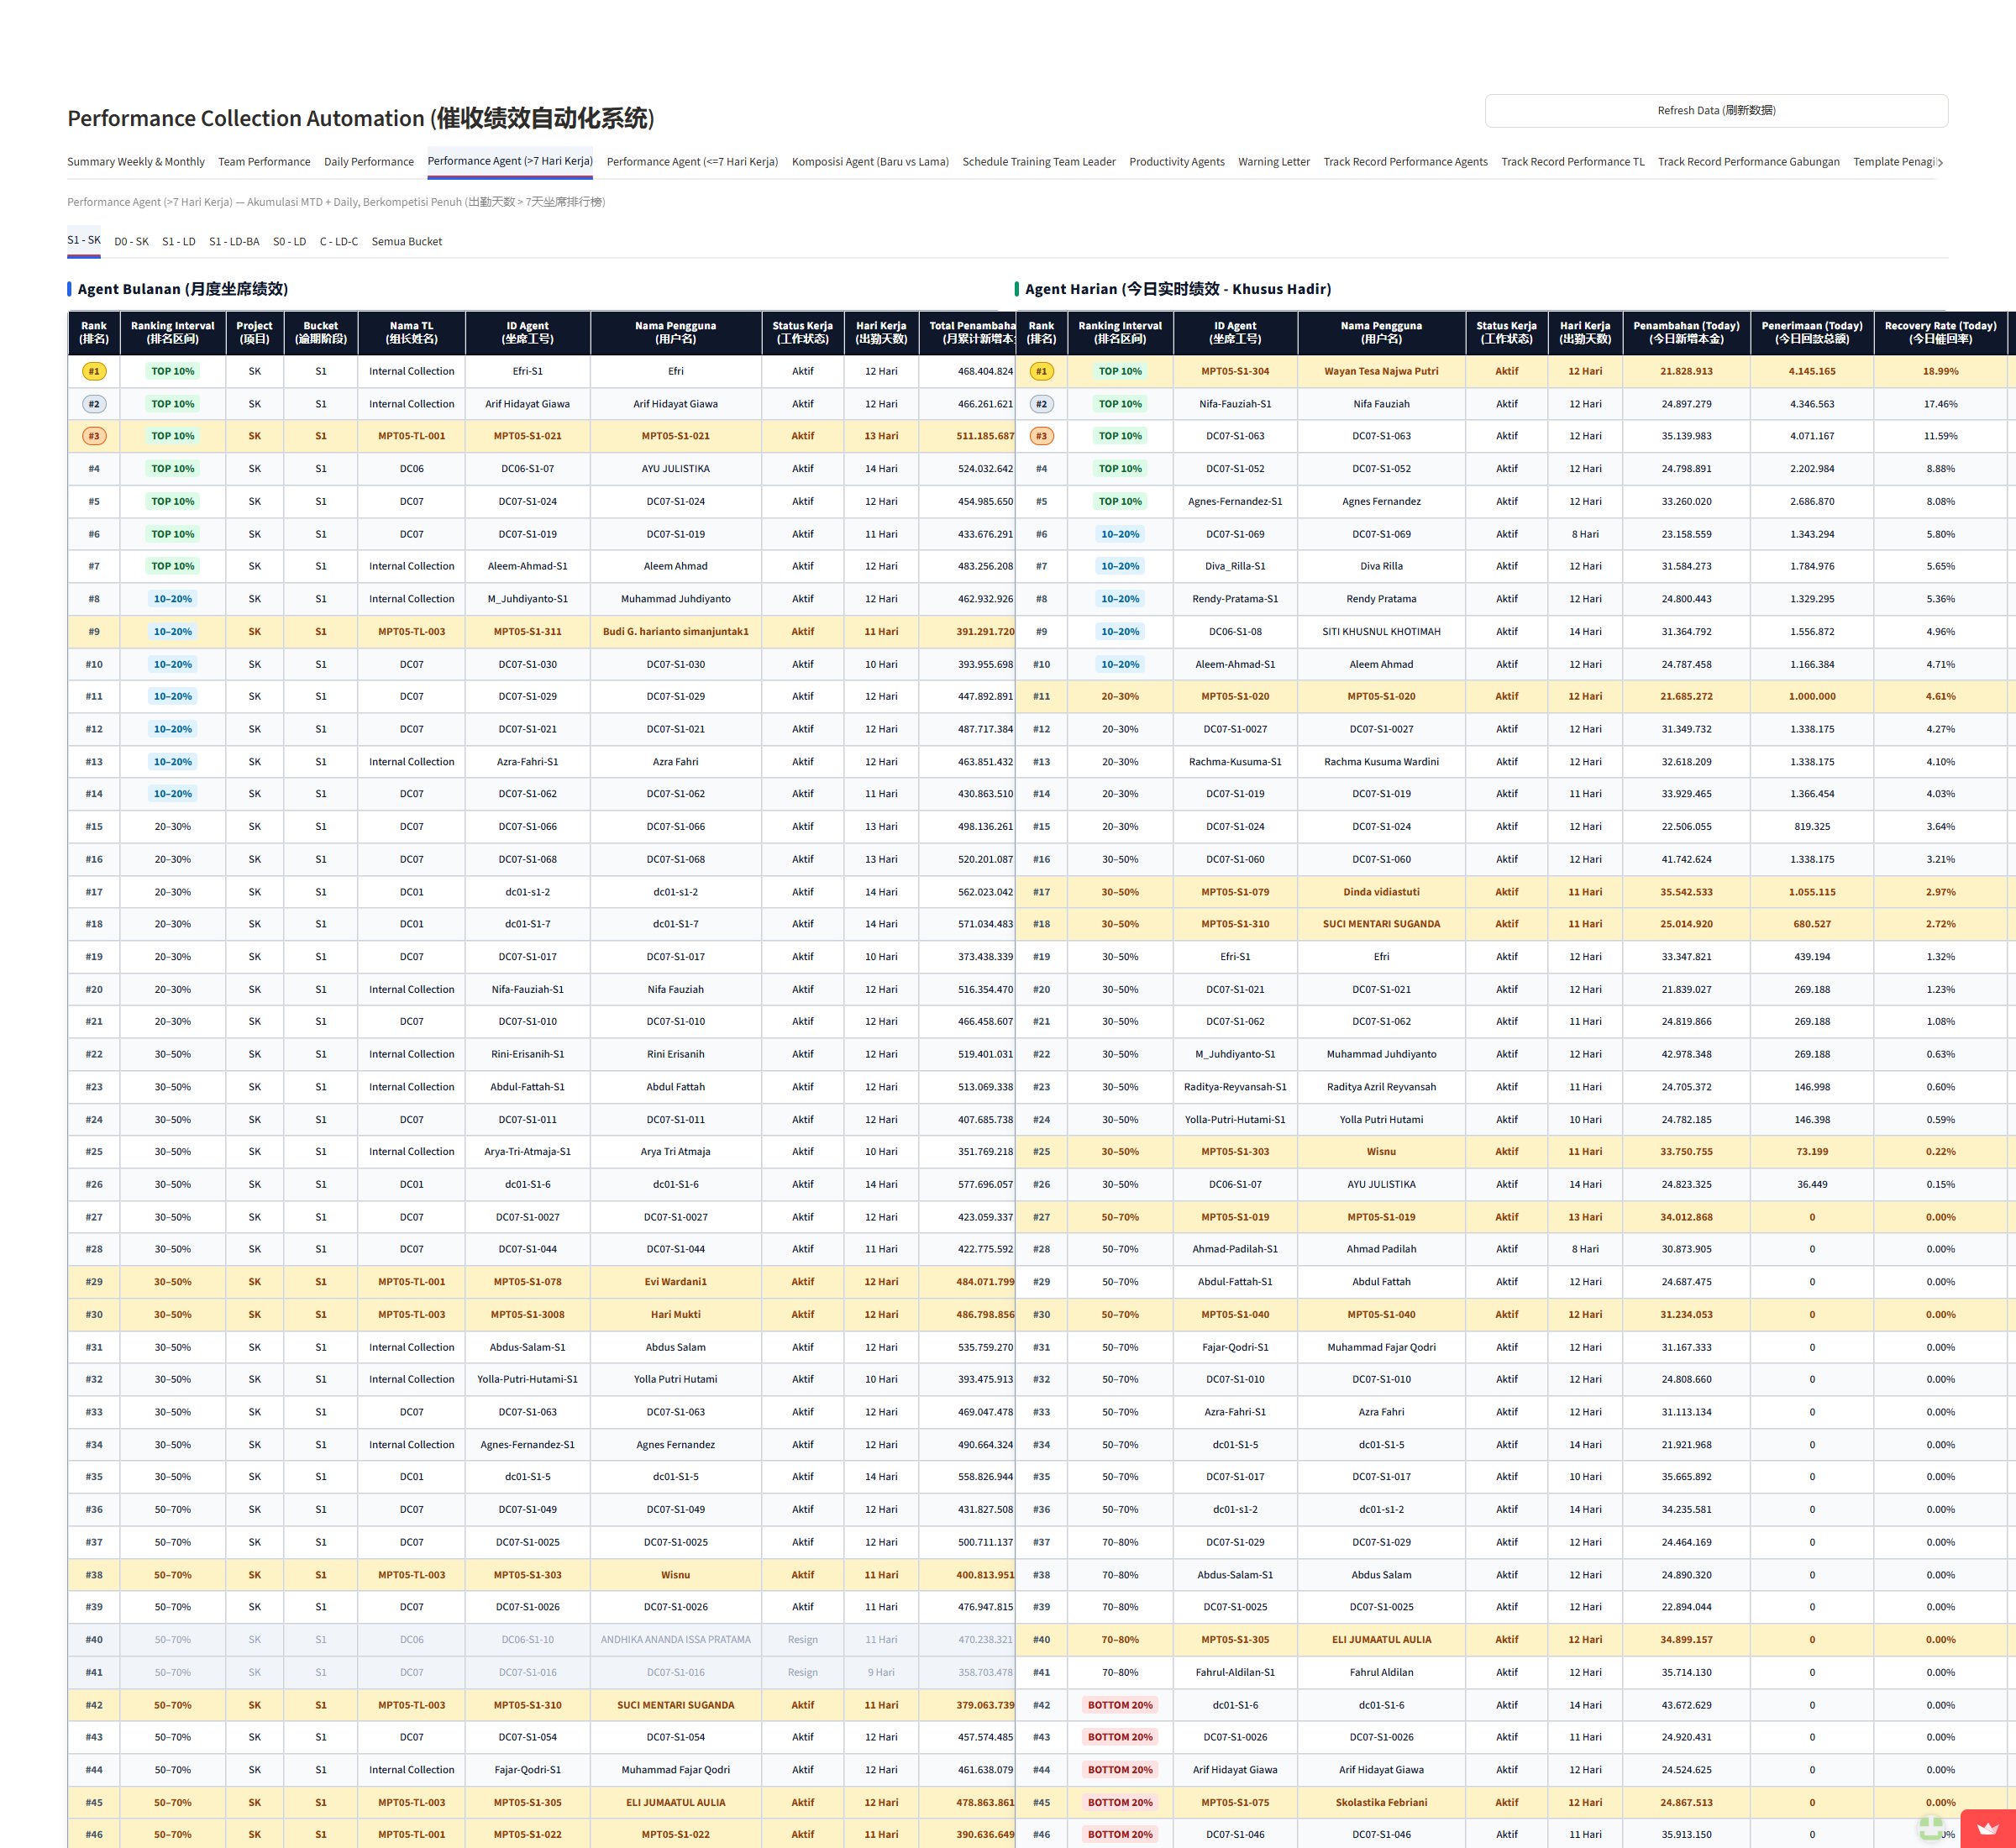 Performance Collection Automation (催收绩效自动化系统)
Refresh Data (刷新数据)
Summary Weekly & Monthly Team Performance Daily Performance Performance Agent (>7 Hari Kerja) Performance Agent (<=7 Hari Kerja) Komposisi Agent (Baru vs Lama) Schedule Training Team Leader Productivity Agents Warning Letter Track Record Performance Agents Track Record Performance TL Track Record Performance Gabungan Template Penagi
Performance Agent (>7 Hari Kerja) — Akumulasi MTD + Daily, Berkompetisi Penuh (出勤天数 > 7天坐席排行榜)
S1 - SK D0 - SK S1 - LD S1 - LD-BA S0 - LD C - LD-C Semua Bucket
Agent Bulanan (月度坐席绩效)
Rank Ranking Interval Project Bucket Nama TL ID Agent Nama Pengguna Status Kerja Hari Kerja Total Penambaha
(排名) (排名区间) (项目) (逾期阶段) (组长姓名) (坐席工号) (用户名) (工作状态) (出勤天数) (月累计新增本
#1 TOP 10% SK S1 Internal Collection Efri-S1 Efri Aktif 12 Hari 468.404.824
#2 TOP 10% SK S1 Internal Collection Arif Hidayat Giawa Arif Hidayat Giawa Aktif 12 Hari 466.261.621
#3 TOP 10% SK S1 MPT05-TL-001 MPT05-S1-021 MPT05-S1-021 Aktif 13 Hari 511.185.687
#4 TOP 10% SK S1 DC06 DC06-S1-07 AYU JULISTIKA Aktif 14 Hari 524.032.642
#5 TOP 10% SK S1 DC07 DC07-S1-024 DC07-S1-024 Aktif 12 Hari 454.985.650
#6 TOP 10% SK S1 DC07 DC07-S1-019 DC07-S1-019 Aktif 11 Hari 433.676.291
#7 TOP 10% SK S1 Internal Collection Aleem-Ahmad-S1 Aleem Ahmad Aktif 12 Hari 483.256.208
#8 10–20% SK S1 Internal Collection M_Juhdiyanto-S1 Muhammad Juhdiyanto Aktif 12 Hari 462.932.926
#9 10–20% SK S1 MPT05-TL-003 MPT05-S1-311 Budi G. harianto simanjuntak1 Aktif 11 Hari 391.291.720
#10 10–20% SK S1 DC07 DC07-S1-030 DC07-S1-030 Aktif 10 Hari 393.955.698
#11 10–20% SK S1 DC07 DC07-S1-029 DC07-S1-029 Aktif 12 Hari 447.892.891
#12 10–20% SK S1 DC07 DC07-S1-021 DC07-S1-021 Aktif 12 Hari 487.717.384
#13 10–20% SK S1 Internal Collection Azra-Fahri-S1 Azra Fahri Aktif 12 Hari 463.851.432
#14 10–20% SK S1 DC07 DC07-S1-062 DC07-S1-062 Aktif 11 Hari 430.863.510
#15 20–30% SK S1 DC07 DC07-S1-066 DC07-S1-066 Aktif 13 Hari 498.136.261
#16 20–30% SK S1 DC07 DC07-S1-068 DC07-S1-068 Aktif 13 Hari 520.201.087
#17 20–30% SK S1 DC01 dc01-s1-2 dc01-s1-2 Aktif 14 Hari 562.023.042
#18 20–30% SK S1 DC01 dc01-S1-7 dc01-S1-7 Aktif 14 Hari 571.034.483
#19 20–30% SK S1 DC07 DC07-S1-017 DC07-S1-017 Aktif 10 Hari 373.438.339
#20 20–30% SK S1 Internal Collection Nifa-Fauziah-S1 Nifa Fauziah Aktif 12 Hari 516.354.470
#21 20–30% SK S1 DC07 DC07-S1-010 DC07-S1-010 Aktif 12 Hari 466.458.607
#22 30–50% SK S1 Internal Collection Rini-Erisanih-S1 Rini Erisanih Aktif 12 Hari 519.401.031
#23 30–50% SK S1 Internal Collection Abdul-Fattah-S1 Abdul Fattah Aktif 12 Hari 513.069.338
#24 30–50% SK S1 DC07 DC07-S1-011 DC07-S1-011 Aktif 12 Hari 407.685.738
#25 30–50% SK S1 Internal Collection Arya-Tri-Atmaja-S1 Arya Tri Atmaja Aktif 10 Hari 351.769.218
#26 30–50% SK S1 DC01 dc01-S1-6 dc01-S1-6 Aktif 14 Hari 577.696.057
#27 30–50% SK S1 DC07 DC07-S1-0027 DC07-S1-0027 Aktif 12 Hari 423.059.337
#28 30–50% SK S1 DC07 DC07-S1-044 DC07-S1-044 Aktif 11 Hari 422.775.592
#29 30–50% SK S1 MPT05-TL-001 MPT05-S1-078 Evi Wardani1 Aktif 12 Hari 484.071.799
#30 30–50% SK S1 MPT05-TL-003 MPT05-S1-3008 Hari Mukti Aktif 12 Hari 486.798.856
#31 30–50% SK S1 Internal Collection Abdus-Salam-S1 Abdus Salam Aktif 12 Hari 535.759.270
#32 30–50% SK S1 Internal Collection Yolla-Putri-Hutami-S1 Yolla Putri Hutami Aktif 10 Hari 393.475.913
#33 30–50% SK S1 DC07 DC07-S1-063 DC07-S1-063 Aktif 12 Hari 469.047.478
#34 30–50% SK S1 Internal Collection Agnes-Fernandez-S1 Agnes Fernandez Aktif 12 Hari 490.664.324
#35 30–50% SK S1 DC01 dc01-S1-5 dc01-S1-5 Aktif 14 Hari 558.826.944
#36 50–70% SK S1 DC07 DC07-S1-049 DC07-S1-049 Aktif 12 Hari 431.827.508
#37 50–70% SK S1 DC07 DC07-S1-0025 DC07-S1-0025 Aktif 12 Hari 500.711.137
#38 50–70% SK S1 MPT05-TL-003 MPT05-S1-303 Wisnu Aktif 11 Hari 400.813.951
#39 50–70% SK S1 DC07 DC07-S1-0026 DC07-S1-0026 Aktif 11 Hari 476.947.815
#40 50–70% SK S1 DC06 DC06-S1-10 ANDHIKA ANANDA ISSA PRATAMA Resign 11 Hari 470.238.321
#41 50–70% SK S1 DC07 DC07-S1-016 DC07-S1-016 Resign 9 Hari 358.703.478
#42 50–70% SK S1 MPT05-TL-003 MPT05-S1-310 SUCI MENTARI SUGANDA Aktif 11 Hari 379.063.739
#43 50–70% SK S1 DC07 DC07-S1-054 DC07-S1-054 Aktif 12 Hari 457.574.485
#44 50–70% SK S1 Internal Collection Fajar-Qodri-S1 Muhammad Fajar Qodri Aktif 12 Hari 461.638.079
#45 50–70% SK S1 MPT05-TL-003 MPT05-S1-305 ELI JUMAATUL AULIA Aktif 12 Hari 478.863.861
#46 50–70% SK S1 MPT05-TL-001 MPT05-S1-022 MPT05-S1-022 Aktif 11 Hari 390.636.649
Agent Harian (今日实时绩效 - Khusus Hadir)
Rank Ranking Interval ID Agent Nama Pengguna Status Kerja Hari Kerja Penambahan (Today) Penerimaan (Today) Recovery Rate (Today)
(排名) (排名区间) (坐席工号) (用户名) (工作状态) (出勤天数) (今日新增本金) (今日回款总额) (今日催回率)
#1 TOP 10% MPT05-S1-304 Wayan Tesa Najwa Putri Aktif 12 Hari 21.828.913 4.145.165 18.99%
#2 TOP 10% Nifa-Fauziah-S1 Nifa Fauziah Aktif 12 Hari 24.897.279 4.346.563 17.46%
#3 TOP 10% DC07-S1-063 DC07-S1-063 Aktif 12 Hari 35.139.983 4.071.167 11.59%
#4 TOP 10% DC07-S1-052 DC07-S1-052 Aktif 12 Hari 24.798.891 2.202.984 8.88%
#5 TOP 10% Agnes-Fernandez-S1 Agnes Fernandez Aktif 12 Hari 33.260.020 2.686.870 8.08%
#6 10–20% DC07-S1-069 DC07-S1-069 Aktif 8 Hari 23.158.559 1.343.294 5.80%
#7 10–20% Diva_Rilla-S1 Diva Rilla Aktif 12 Hari 31.584.273 1.784.976 5.65%
#8 10–20% Rendy-Pratama-S1 Rendy Pratama Aktif 12 Hari 24.800.443 1.329.295 5.36%
#9 10–20% DC06-S1-08 SITI KHUSNUL KHOTIMAH Aktif 14 Hari 31.364.792 1.556.872 4.96%
#10 10–20% Aleem-Ahmad-S1 Aleem Ahmad Aktif 12 Hari 24.787.458 1.166.384 4.71%
#11 20–30% MPT05-S1-020 MPT05-S1-020 Aktif 12 Hari 21.685.272 1.000.000 4.61%
#12 20–30% DC07-S1-0027 DC07-S1-0027 Aktif 12 Hari 31.349.732 1.338.175 4.27%
#13 20–30% Rachma-Kusuma-S1 Rachma Kusuma Wardini Aktif 12 Hari 32.618.209 1.338.175 4.10%
#14 20–30% DC07-S1-019 DC07-S1-019 Aktif 11 Hari 33.929.465 1.366.454 4.03%
#15 20–30% DC07-S1-024 DC07-S1-024 Aktif 12 Hari 22.506.055 819.325 3.64%
#16 30–50% DC07-S1-060 DC07-S1-060 Aktif 12 Hari 41.742.624 1.338.175 3.21%
#17 30–50% MPT05-S1-079 Dinda vidiastuti Aktif 11 Hari 35.542.533 1.055.115 2.97%
#18 30–50% MPT05-S1-310 SUCI MENTARI SUGANDA Aktif 11 Hari 25.014.920 680.527 2.72%
#19 30–50% Efri-S1 Efri Aktif 12 Hari 33.347.821 439.194 1.32%
#20 30–50% DC07-S1-021 DC07-S1-021 Aktif 12 Hari 21.839.027 269.188 1.23%
#21 30–50% DC07-S1-062 DC07-S1-062 Aktif 11 Hari 24.819.866 269.188 1.08%
#22 30–50% M_Juhdiyanto-S1 Muhammad Juhdiyanto Aktif 12 Hari 42.978.348 269.188 0.63%
#23 30–50% Raditya-Reyvansah-S1 Raditya Azril Reyvansah Aktif 11 Hari 24.705.372 146.998 0.60%
#24 30–50% Yolla-Putri-Hutami-S1 Yolla Putri Hutami Aktif 10 Hari 24.782.185 146.398 0.59%
#25 30–50% MPT05-S1-303 Wisnu Aktif 11 Hari 33.750.755 73.199 0.22%
#26 30–50% DC06-S1-07 AYU JULISTIKA Aktif 14 Hari 24.823.325 36.449 0.15%
#27 50–70% MPT05-S1-019 MPT05-S1-019 Aktif 13 Hari 34.012.868 0 0.00%
#28 50–70% Ahmad-Padilah-S1 Ahmad Padilah Aktif 8 Hari 30.873.905 0 0.00%
#29 50–70% Abdul-Fattah-S1 Abdul Fattah Aktif 12 Hari 24.687.475 0 0.00%
#30 50–70% MPT05-S1-040 MPT05-S1-040 Aktif 12 Hari 31.234.053 0 0.00%
#31 50–70% Fajar-Qodri-S1 Muhammad Fajar Qodri Aktif 12 Hari 31.167.333 0 0.00%
#32 50–70% DC07-S1-010 DC07-S1-010 Aktif 12 Hari 24.808.660 0 0.00%
#33 50–70% Azra-Fahri-S1 Azra Fahri Aktif 12 Hari 31.113.134 0 0.00%
#34 50–70% dc01-S1-5 dc01-S1-5 Aktif 14 Hari 21.921.968 0 0.00%
#35 50–70% DC07-S1-017 DC07-S1-017 Aktif 10 Hari 35.665.892 0 0.00%
#36 50–70% dc01-s1-2 dc01-s1-2 Aktif 14 Hari 34.235.581 0 0.00%
#37 70–80% DC07-S1-029 DC07-S1-029 Aktif 12 Hari 24.464.169 0 0.00%
#38 70–80% Abdus-Salam-S1 Abdus Salam Aktif 12 Hari 24.890.320 0 0.00%
#39 70–80% DC07-S1-0025 DC07-S1-0025 Aktif 12 Hari 22.894.044 0 0.00%
#40 70–80% MPT05-S1-305 ELI JUMAATUL AULIA Aktif 12 Hari 34.899.157 0 0.00%
#41 70–80% Fahrul-Aldilan-S1 Fahrul Aldilan Aktif 12 Hari 35.714.130 0 0.00%
#42 BOTTOM 20% dc01-S1-6 dc01-S1-6 Aktif 14 Hari 43.672.629 0 0.00%
#43 BOTTOM 20% DC07-S1-0026 DC07-S1-0026 Aktif 11 Hari 24.920.431 0 0.00%
#44 BOTTOM 20% Arif Hidayat Giawa Arif Hidayat Giawa Aktif 12 Hari 24.524.625 0 0.00%
#45 BOTTOM 20% MPT05-S1-075 Skolastika Febriani Aktif 12 Hari 24.867.513 0 0.00%
#46 BOTTOM 20% DC07-S1-046 DC07-S1-046 Aktif 11 Hari 35.913.150 0